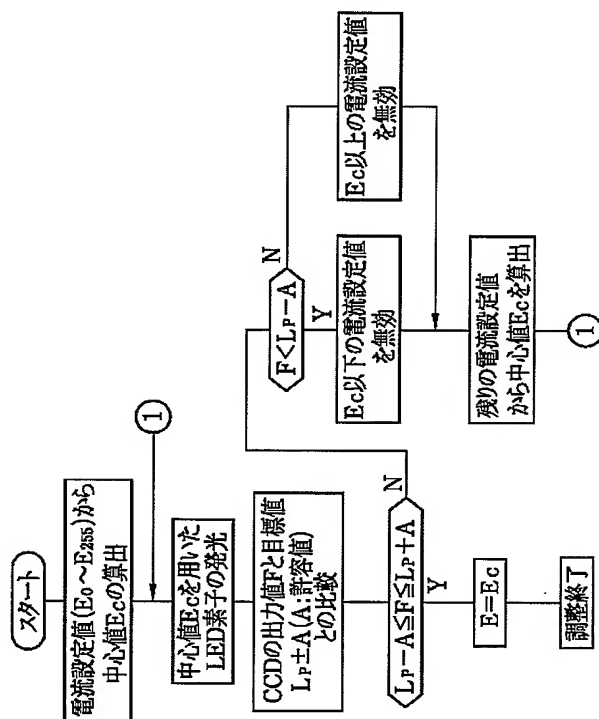 スタート
電流設定値(E0～E255)から
中心値Ecの算出
1
中心値Ecを用いた
LED素子の発光
CCDの出力値Fと目標値
LP±A(A;許容値)
との比較
LP−A≦F≦LP+A
N
Y
E=Ec
調整終了
F<LP−A
N
Y
Ec以下の電流設定値
を無効
Ec以上の電流設定値
を無効
残りの電流設定値
から中心値Ecを算出
1